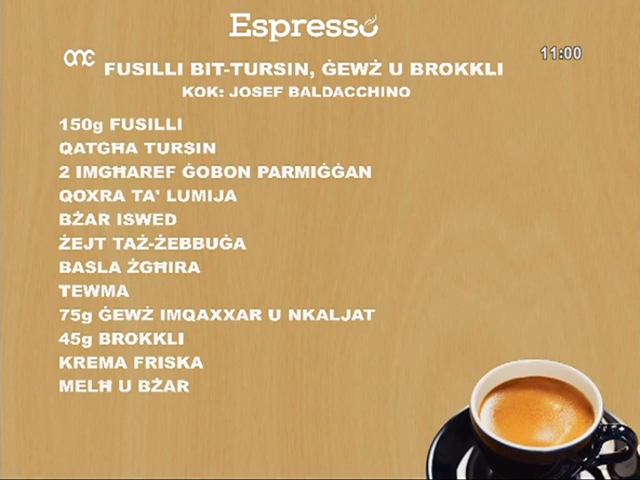 Espresso
one
11:00
FUSILLI BIT-TURSIN, ĠEWŻ U BROKKLI
KOK: JOSEF BALDACCHINO
150g FUSILLI
QATGĦA TURSIN
2 IMGĦAREF ĠOBON PARMIĠĠAN
QOXRA TA' LUMIJA
BŻAR ISWED
ŻEJT TAŻ-ŻEBBUĠA
BASLA ŻGĦIRA
TEWMA
75g ĠEWŻ IMQAXXAR U NKALJAT
45g BROKKLI
KREMA FRISKA
MELĦ U BŻAR